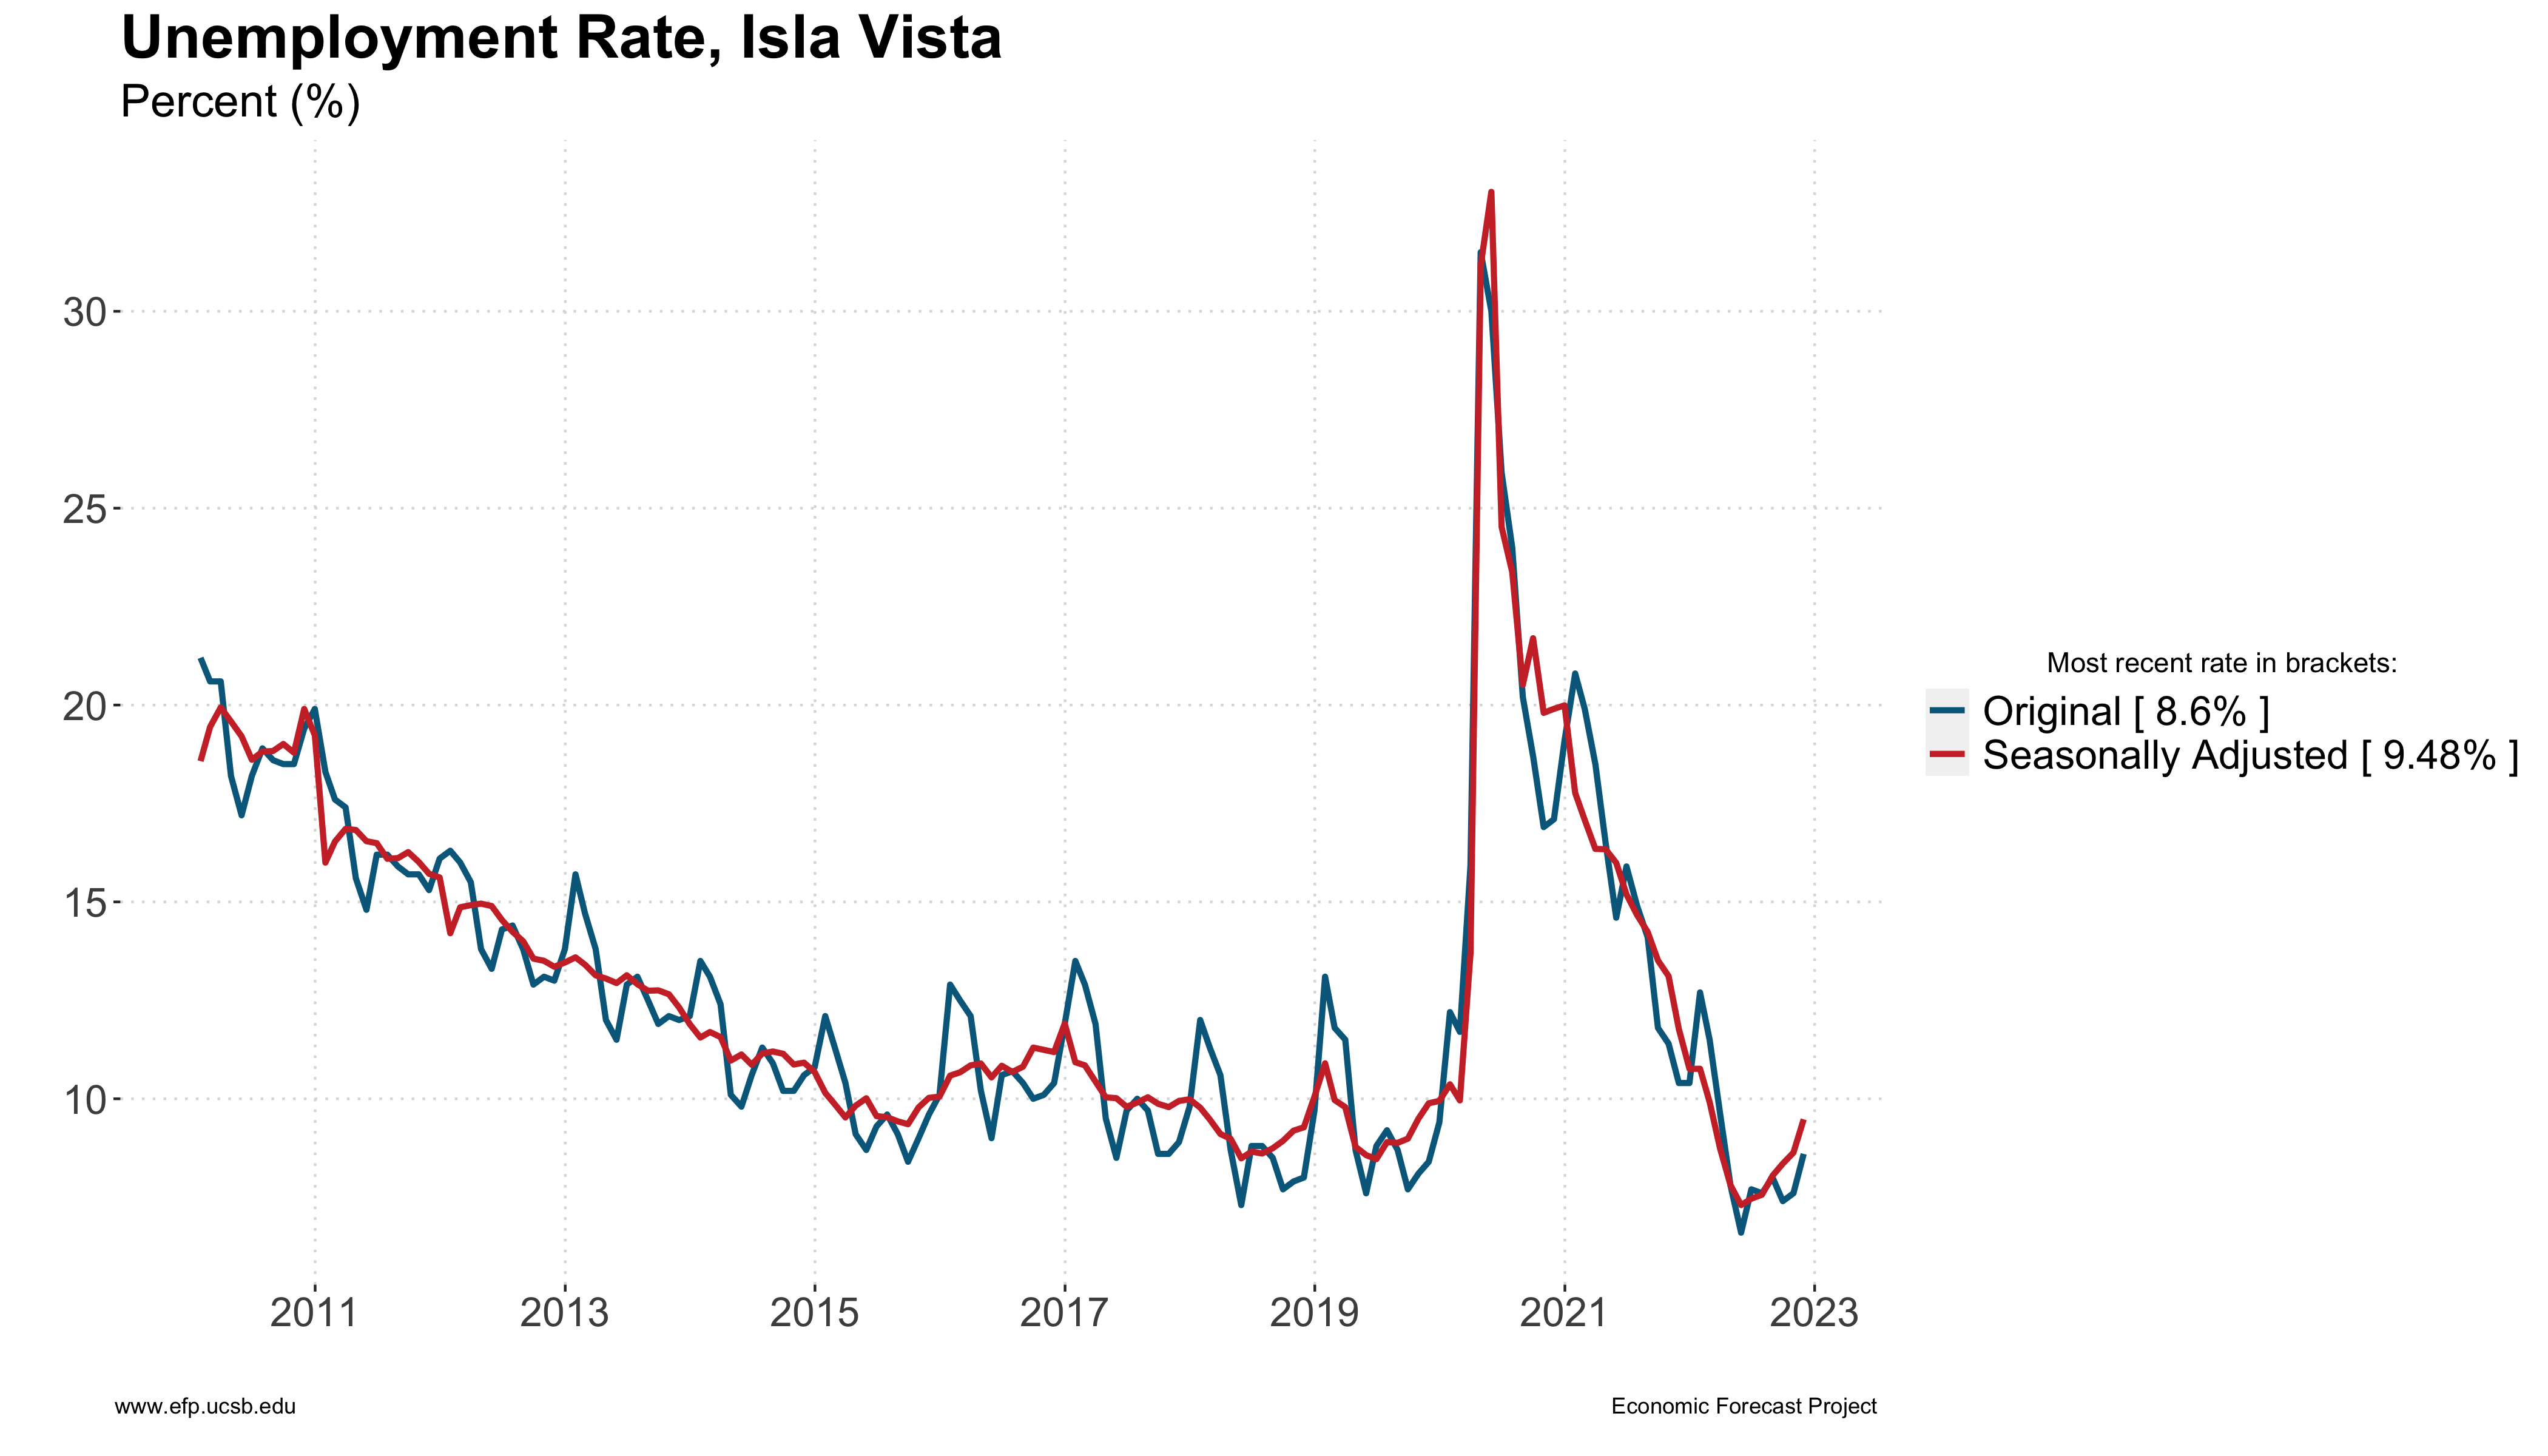 Unemployment Rate, Isla Vista
Percent (%)
30
25
20
15
10
2011 2013 2015 2017 2019 2021 2023
Most recent rate in brackets:
Original [ 8.6% ]
Seasonally Adjusted [ 9.48% ]
www.efp.ucsb.edu
Economic Forecast Project